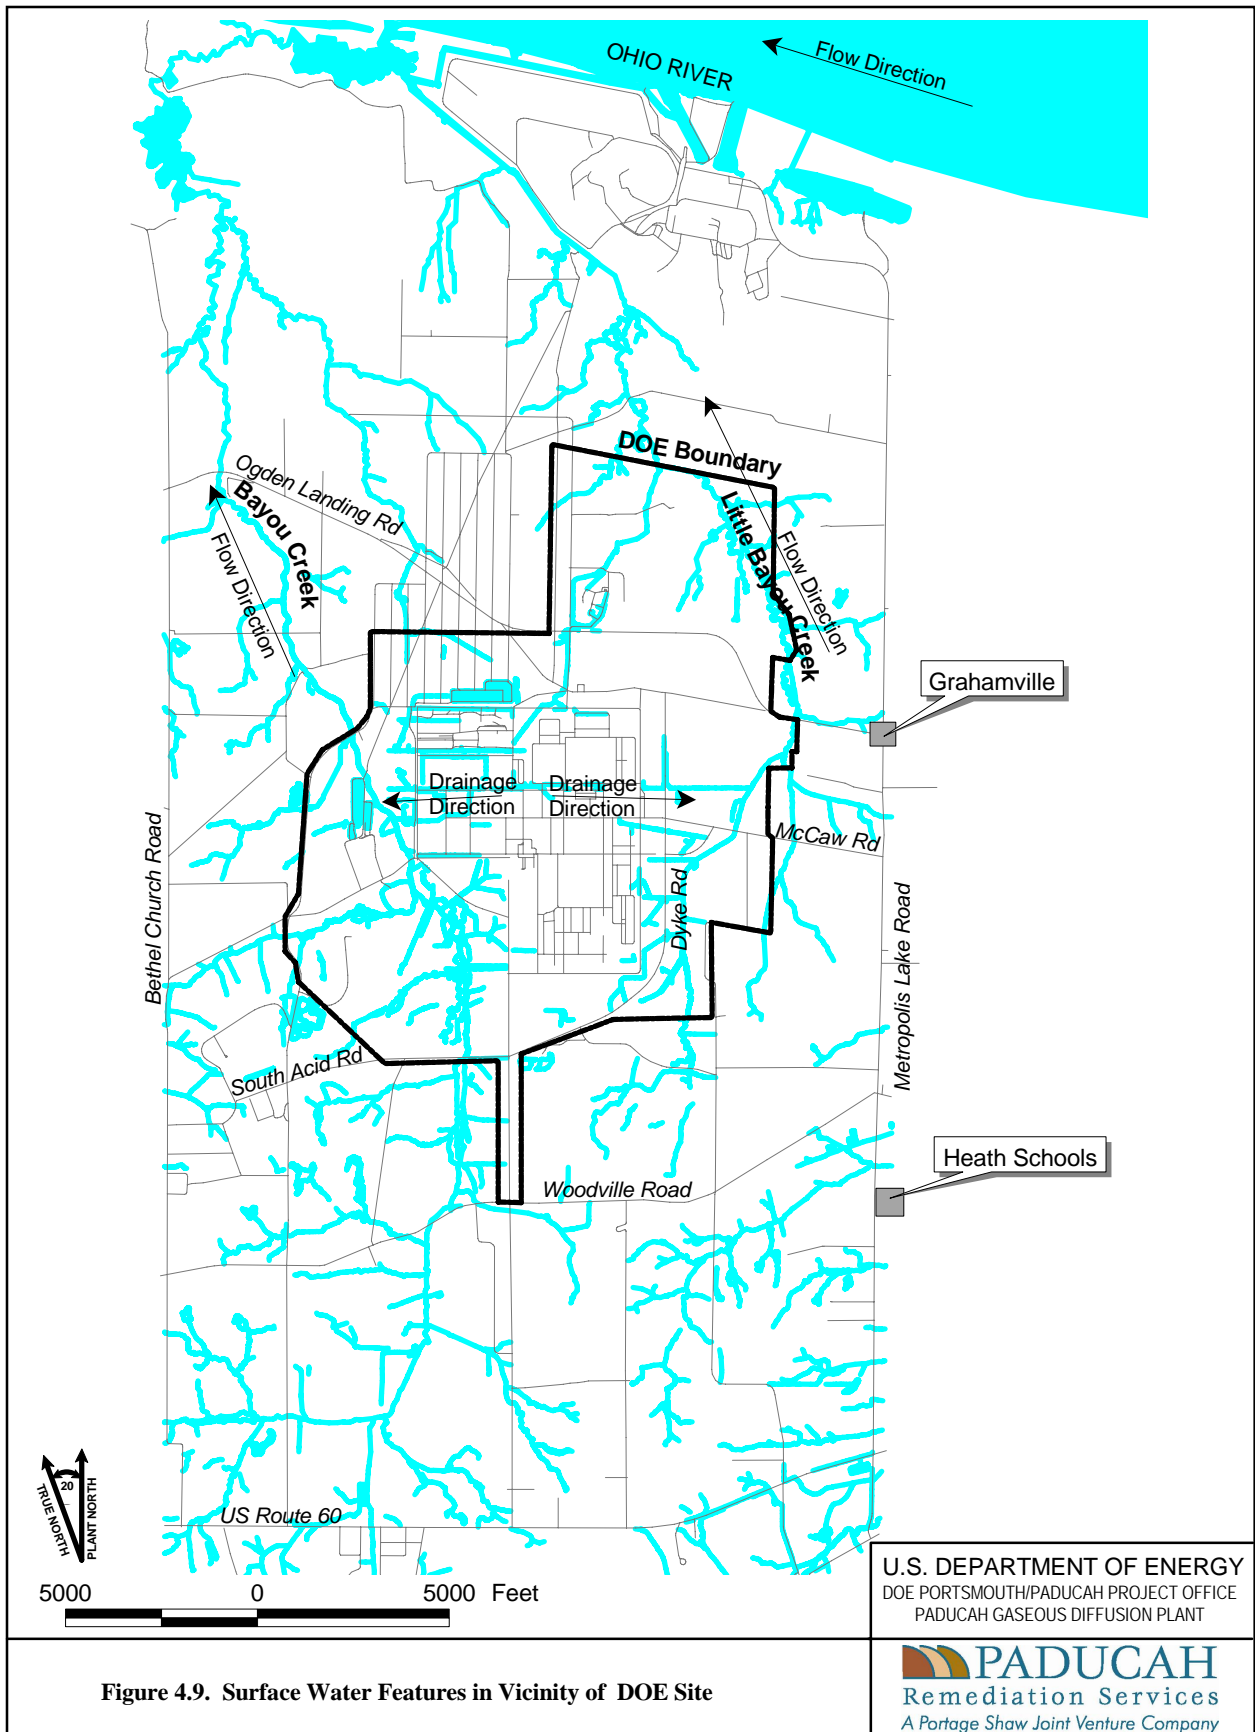 OHIO RIVER
Flow Direction
DOE Boundary
Ogden Landing Rd
Bayou Creek
Flow Direction
Little Bayou Creek
Flow Direction
Grahamville
Drainage
Direction
Drainage
Direction
McCaw Rd
Bethel Church Road
Dyke Rd
Metropolis Lake Road
South Acid Rd
Heath Schools
Woodville Road
20
TRUE NORTH
PLANT NORTH
US Route 60
5000 0 5000 Feet
U.S. DEPARTMENT OF ENERGY
DOE PORTSMOUTH/PADUCAH PROJECT OFFICE
PADUCAH GASEOUS DIFFUSION PLANT
Figure 4.9. Surface Water Features in Vicinity of DOE Site
PADUCAH
Remediation Services
A Portage Shaw Joint Venture Company